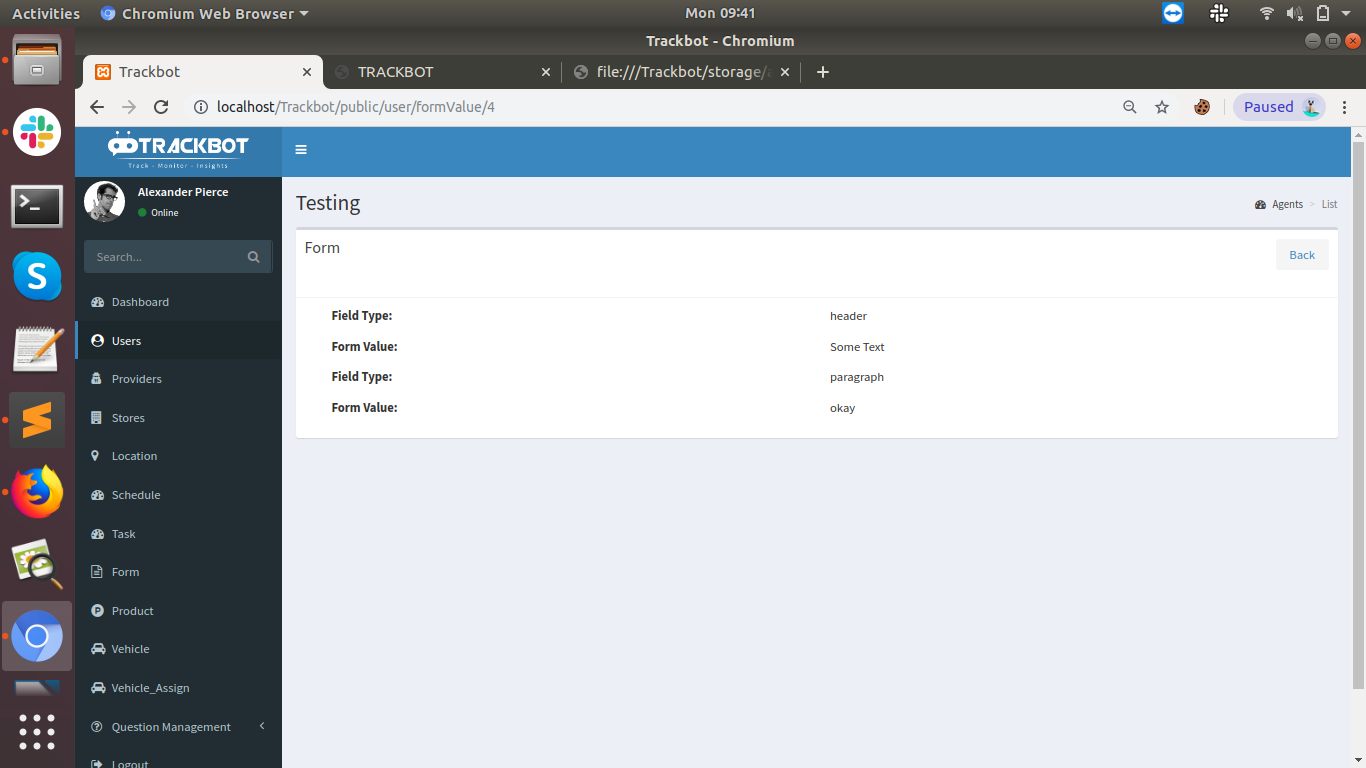 Activities Chromium Web Browser Mon 09:41
Trackbot - Chromium
Trackbot TRACKBOT file:///Trackbot/storage/
localhost/Trackbot/public/user/formValue/4 Paused
TRACKBOT
Track - Monitor - Insights
Alexander Pierce
Online
Search...
Dashboard
Users
Providers
Stores
Location
Schedule
Task
Form
Product
Vehicle
Vehicle_Assign
Question Management
Logout
Testing
Agents > List
Form
Back
Field Type: header
Form Value: Some Text
Field Type: paragraph
Form Value: okay